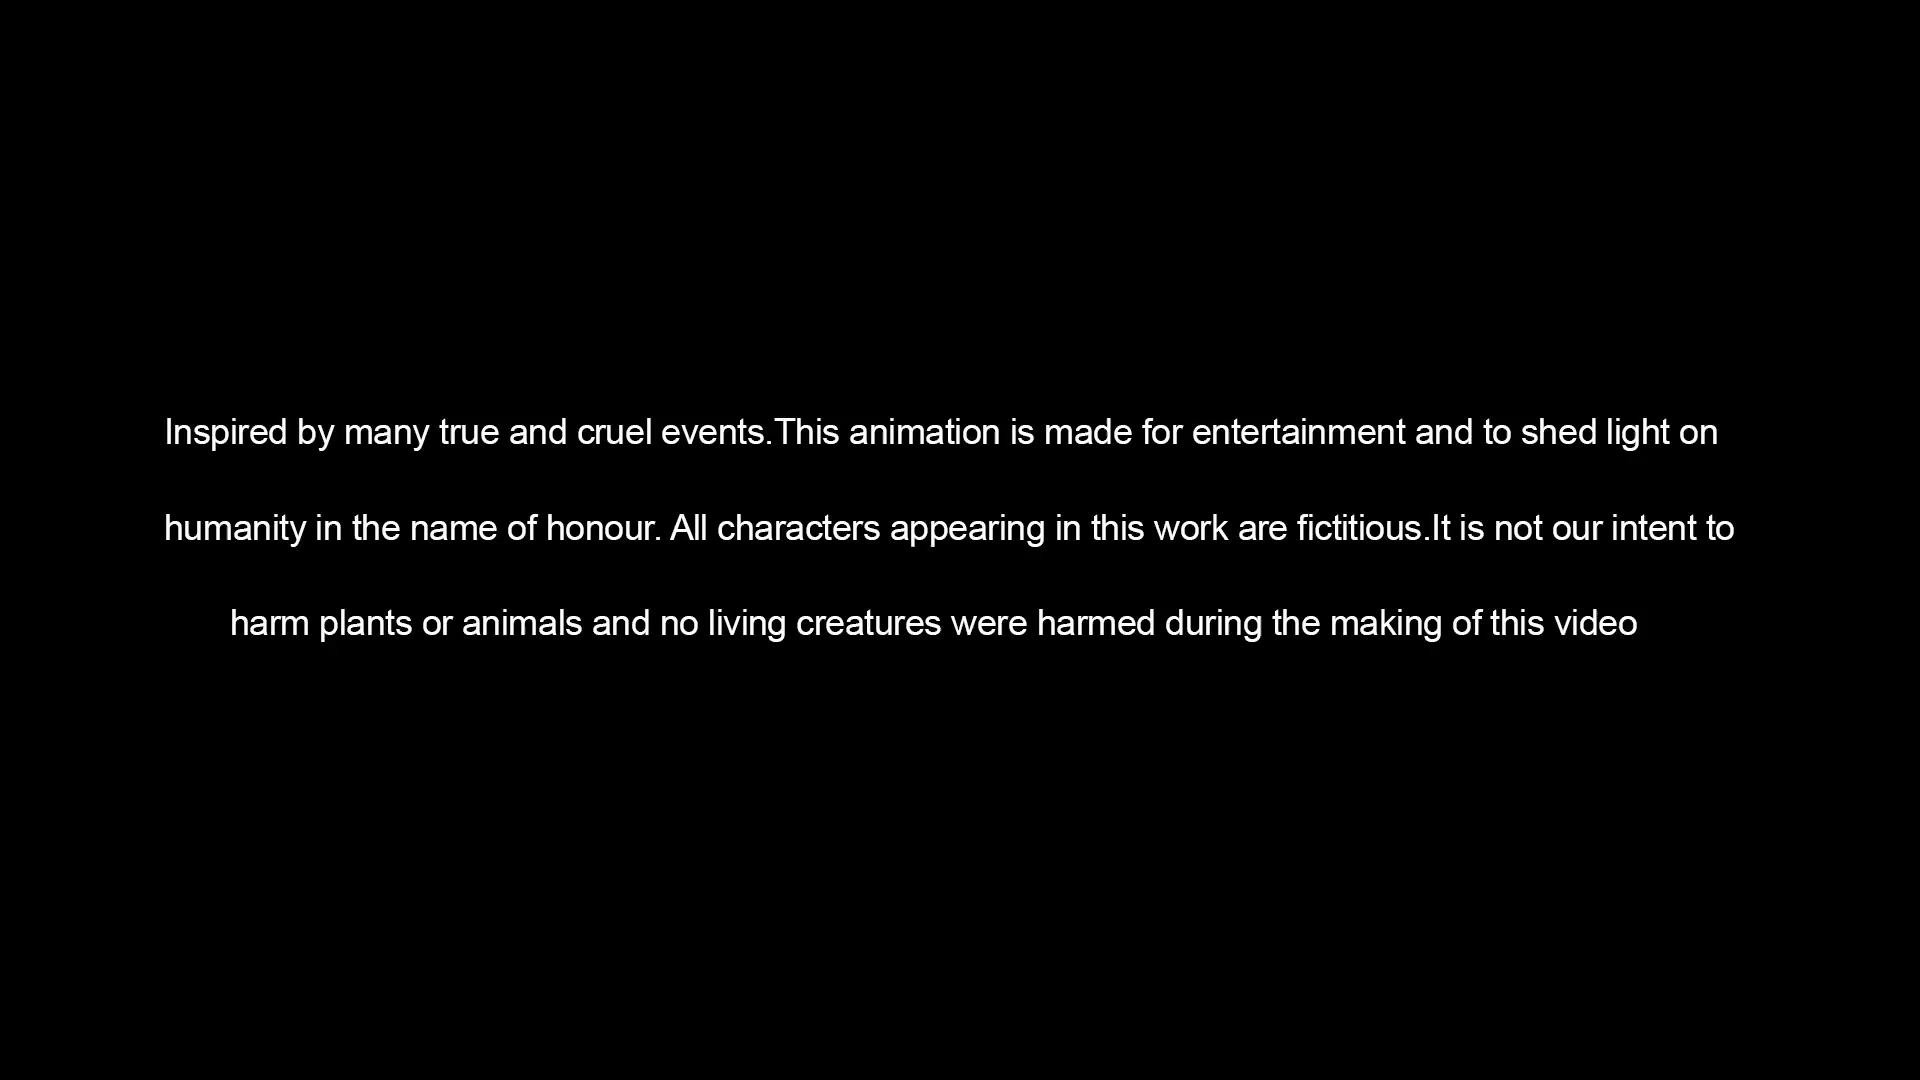 Inspired by many true and cruel events.This animation is made for entertainment and to shed light on
humanity in the name of honour. All characters appearing in this work are fictitious.It is not our intent to
harm plants or animals and no living creatures were harmed during the making of this video